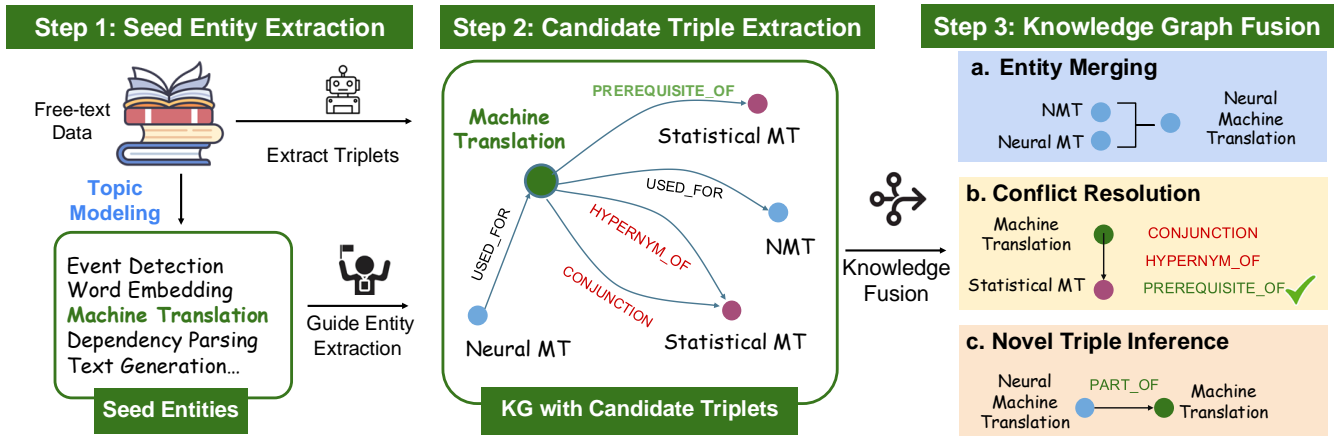 Step 1: Seed Entity Extraction
Free-text
Data
Extract Triplets
Topic
Modeling
Event Detection
Word Embedding
Machine Translation
Dependency Parsing
Text Generation…
Seed Entities
Guide Entity
Extraction
Step 2: Candidate Triple Extraction
PREREQUISITE_OF
Machine
Translation
Statistical MT
USED_FOR
NMT
USED_FOR
HYPERNYM_OF
CONJUNCTION
Neural MT
Statistical MT
KG with Candidate Triplets
Knowledge
Fusion
Step 3: Knowledge Graph Fusion
a. Entity Merging
NMT
Neural MT
Neural
Machine
Translation
b. Conflict Resolution
Machine
Translation
Statistical MT
CONJUNCTION
HYPERNYM_OF
PREREQUISITE_OF
c. Novel Triple Inference
Neural
Machine
Translation
PART_OF
Machine
Translation